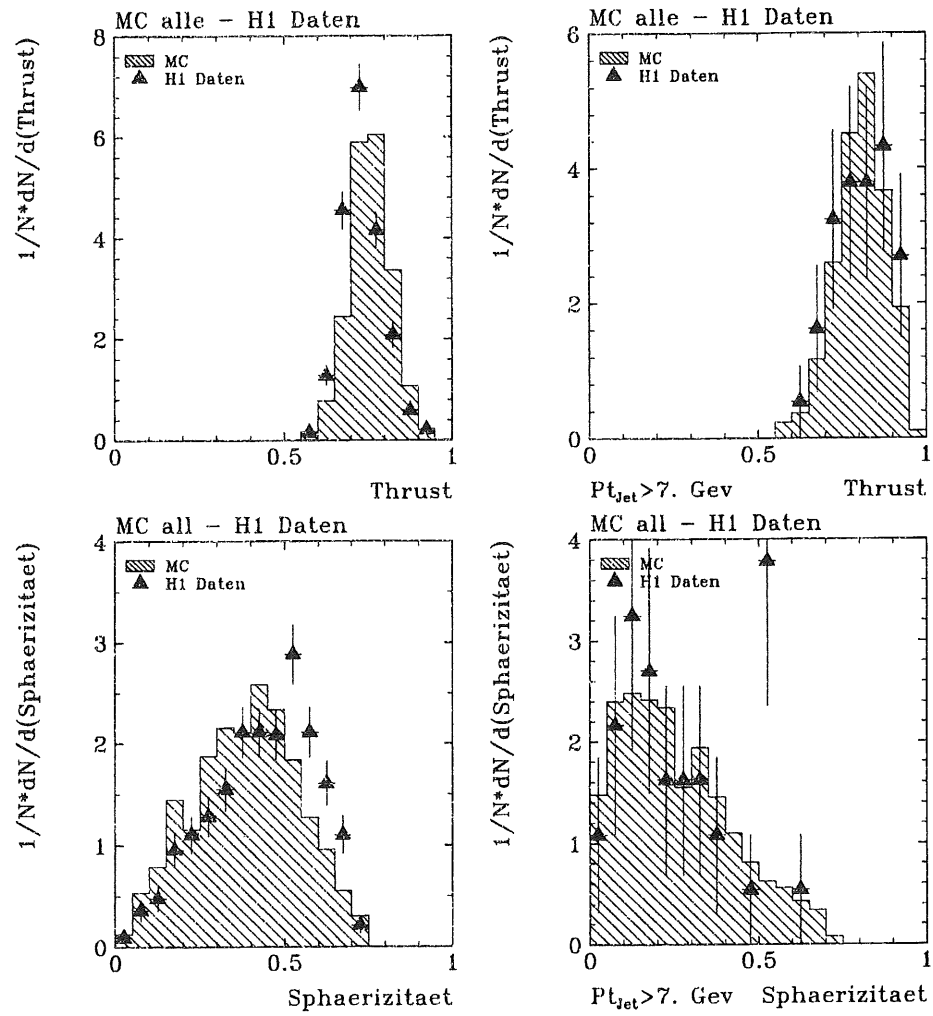 MC alle – H1 Daten
1/N*dN/d(Thrust)
8
6
4
2
0
MC
H1 Daten
0.5
1
Thrust
MC alle – H1 Daten
1/N*dN/d(Thrust)
6
4
2
0
MC
H1 Daten
0
0.5
1
Pt_Jet>7. Gev
Thrust
MC all – H1 Daten
1/N*dN/d(Sphaerizitaet)
4
3
2
1
0
MC
H1 Daten
0
0.5
1
Sphaerizitaet
MC all – H1 Daten
1/N*dN/d(Sphaerizitaet)
4
3
2
1
0
MC
H1 Daten
0
0.5
1
Pt_Jet>7. Gev
Sphaerizitaet